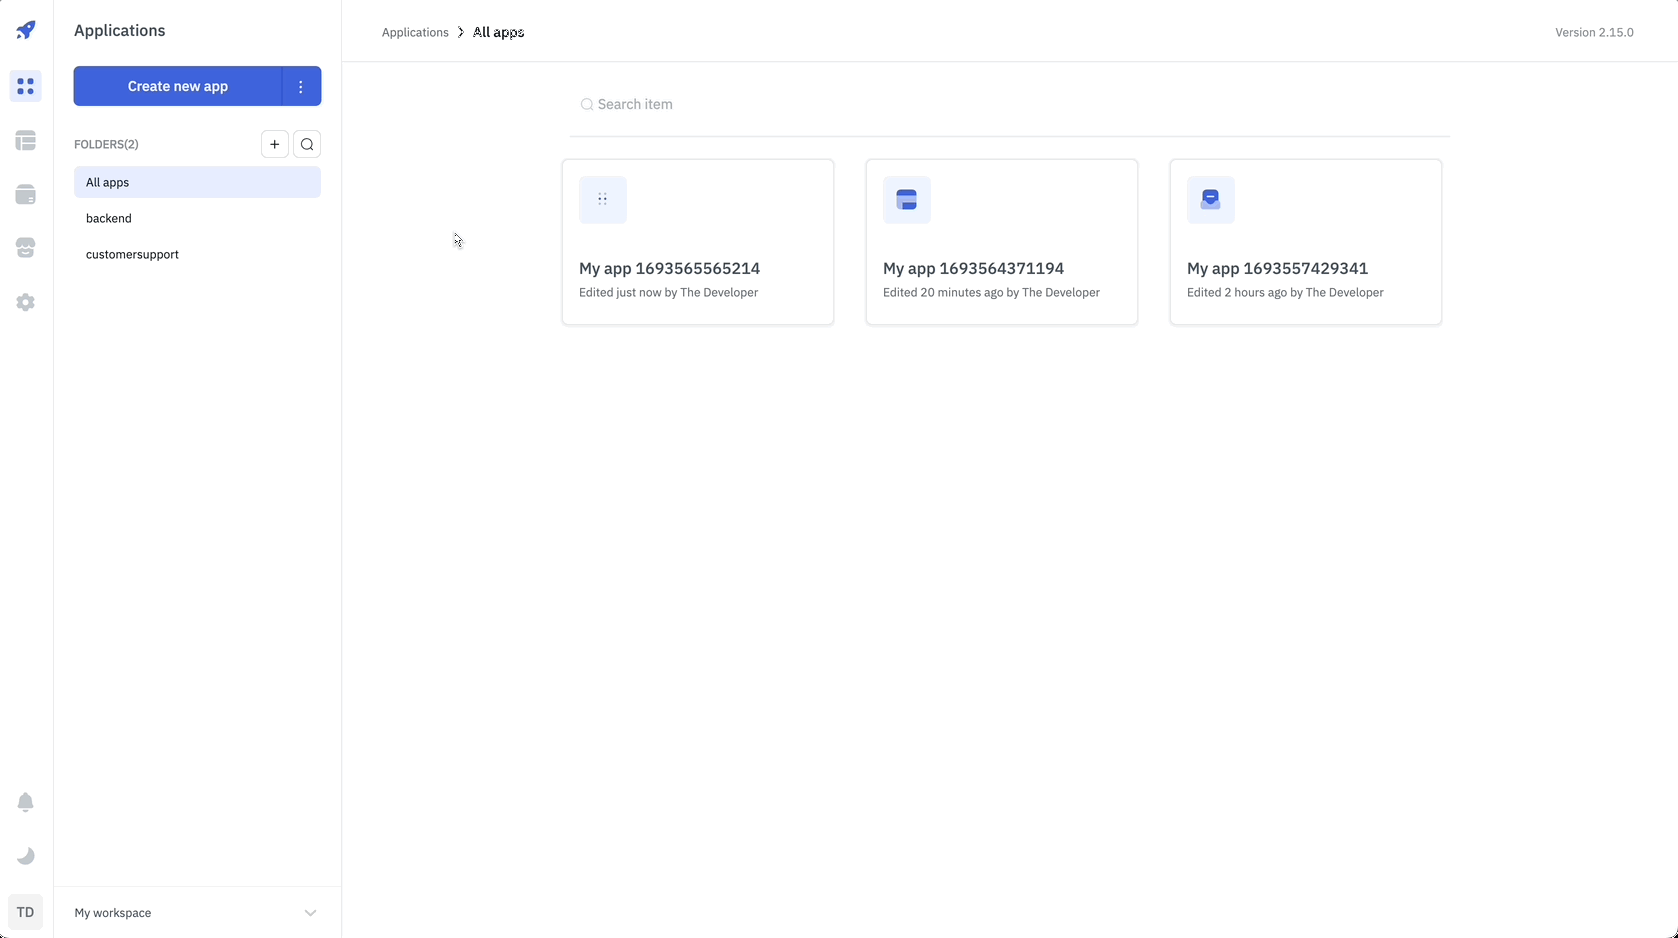 Applications
Create new app
FOLDERS(2)
All apps
backend
customersupport
TD
My workspace
Applications All apps
Version 2.15.0
Search item
My app 1693565565214
Edited just now by The Developer
My app 1693564371194
Edited 20 minutes ago by The Developer
My app 1693557429341
Edited 2 hours ago by The Developer